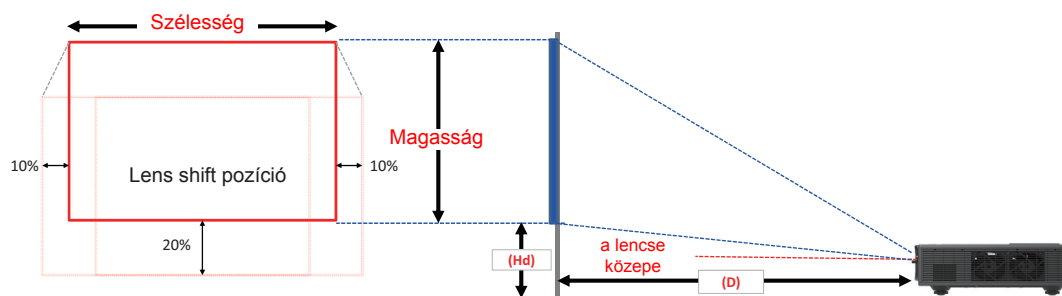 Szélesség
Magasság
10%
10%
Lens shift pozíció
20%
(Hd)
a lencse
közepe
(D)